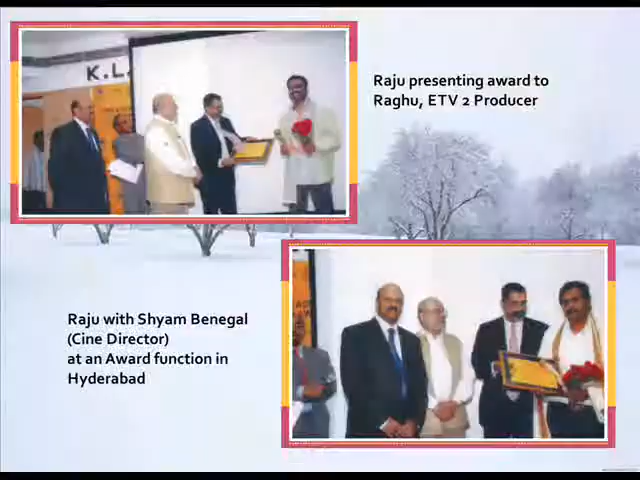 K.L.
Raju presenting award to
Raghu, ETV 2 Producer
Raju with Shyam Benegal
(Cine Director)
at an Award function in
Hyderabad